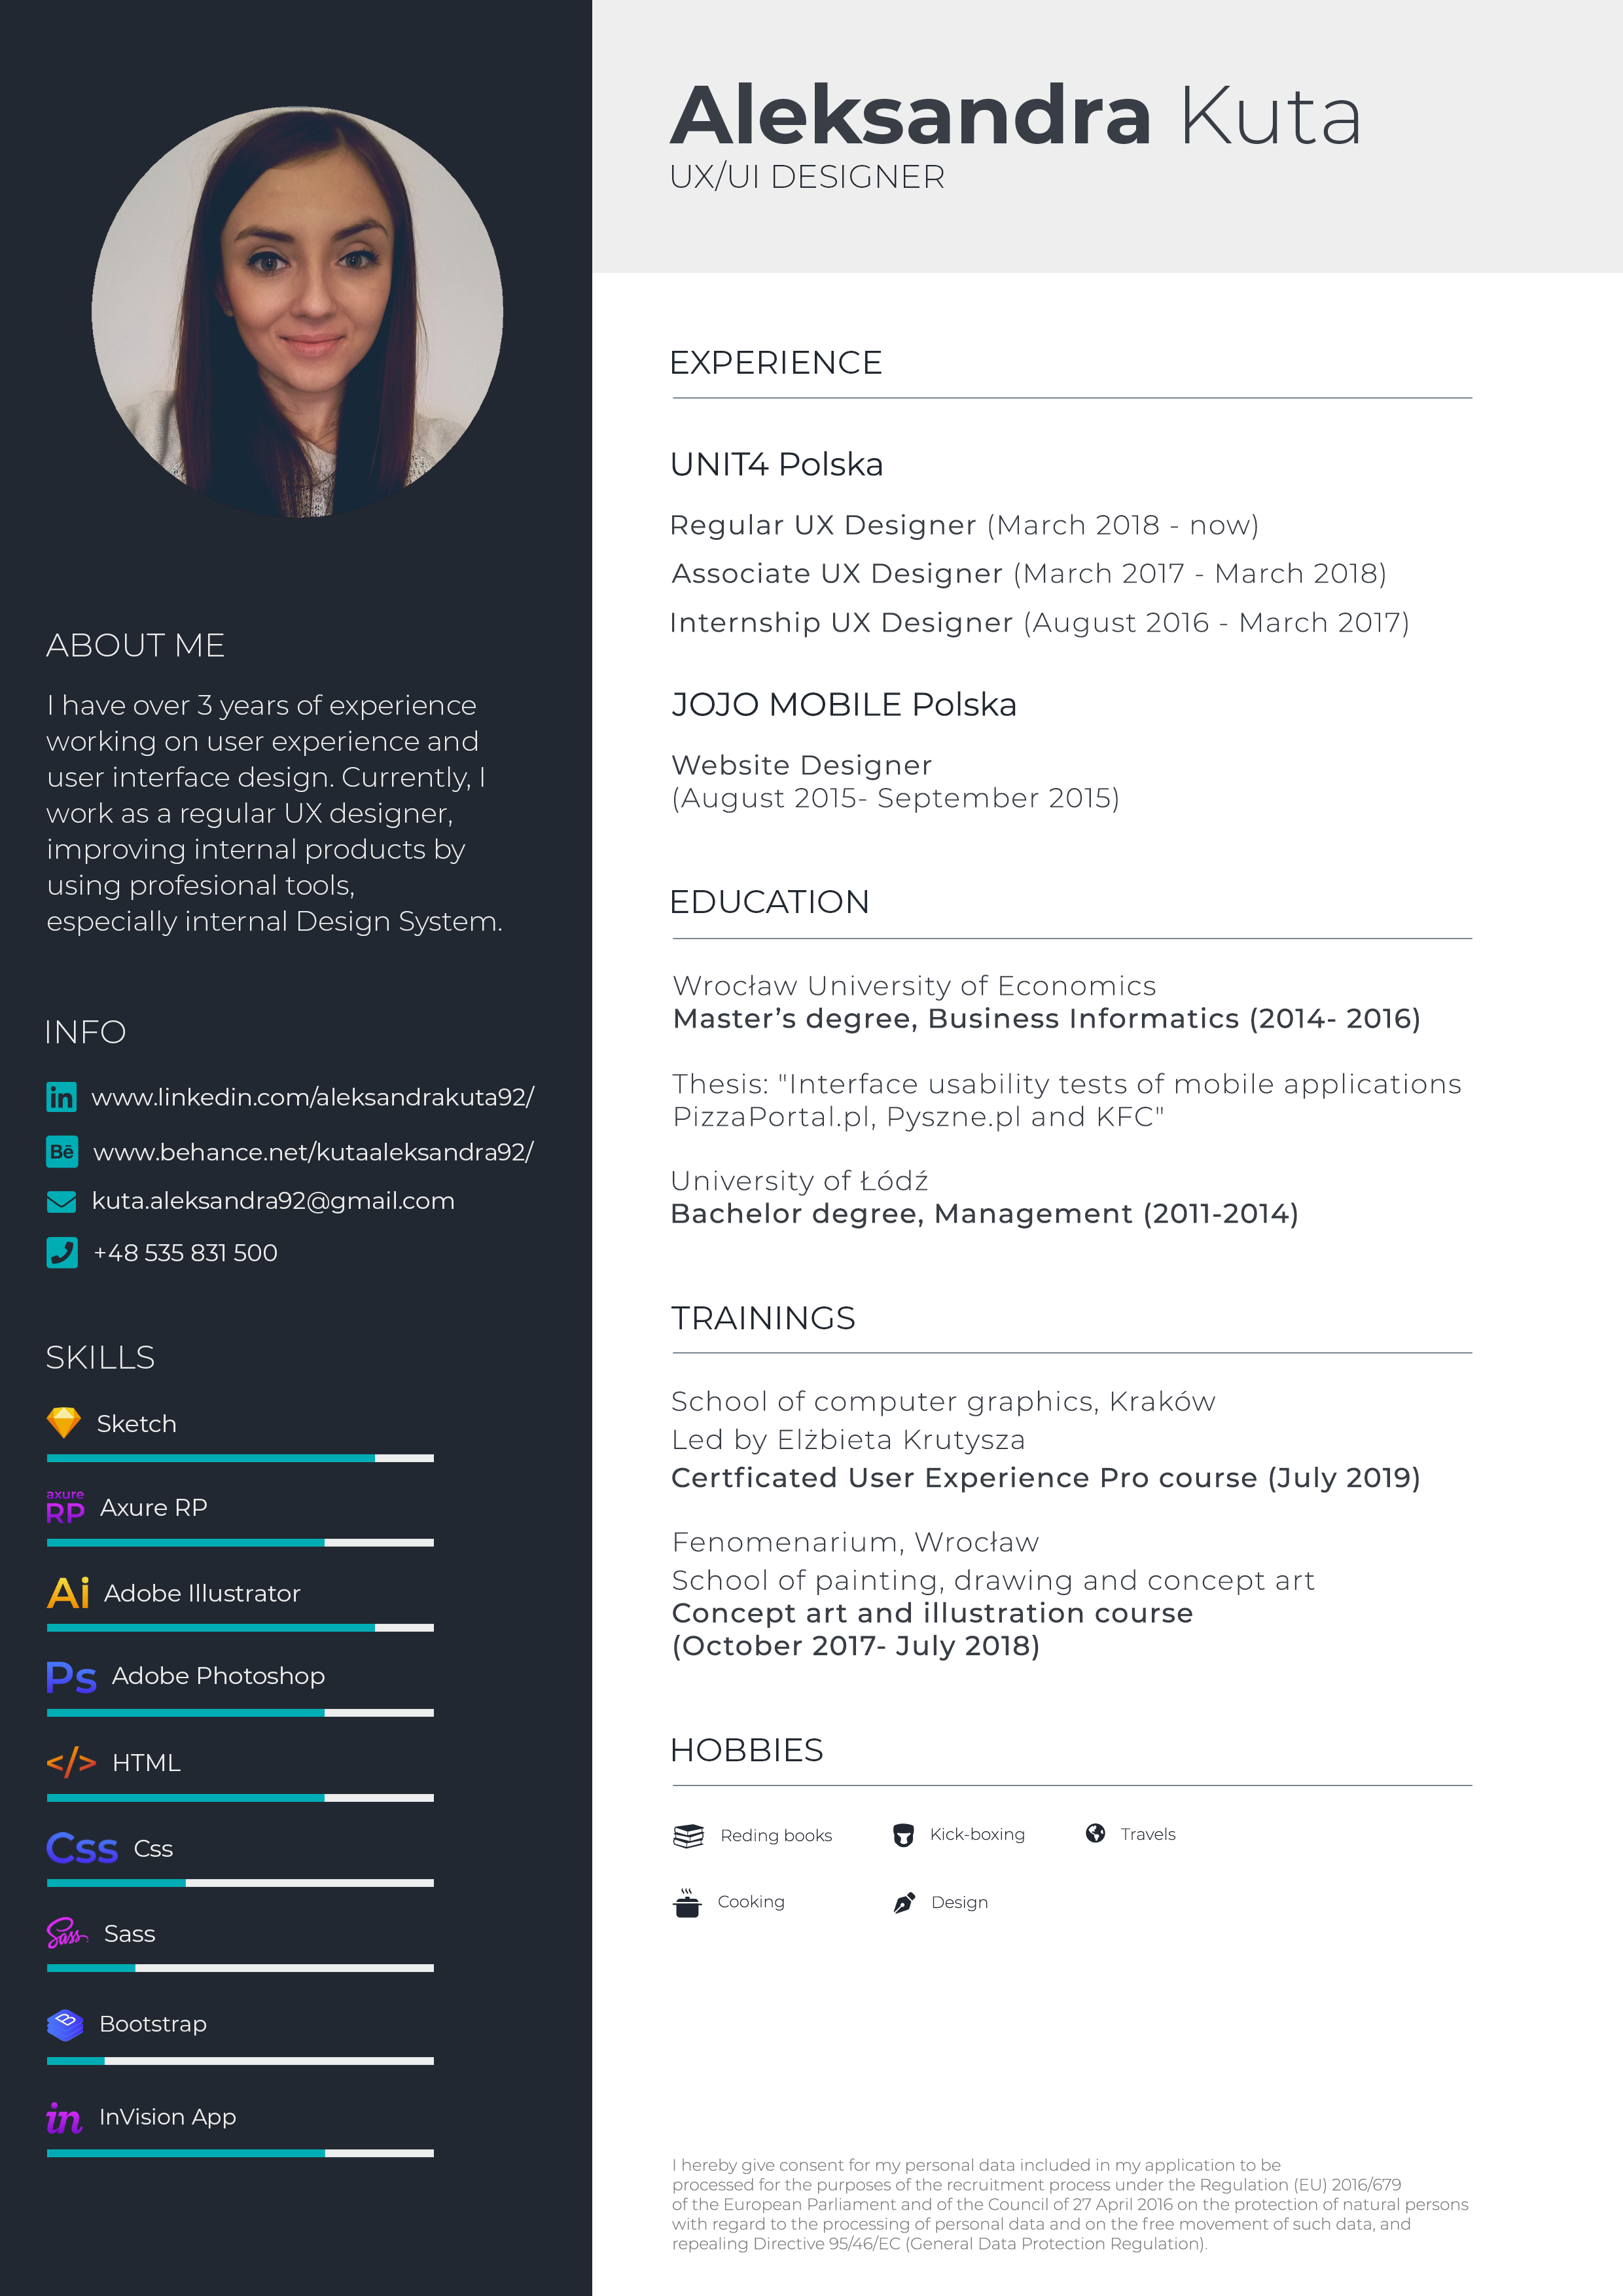 Aleksandra Kuta
UX/UI DESIGNER
ABOUT ME
I have over 3 years of experience
working on user experience and
user interface design. Currently, I
work as a regular UX designer,
improving internal products by
using profesional tools,
especially internal Design System.
INFO
in www.linkedin.com/aleksandrakuta92/
Bē www.behance.net/kutaaleksandra92/
kuta.aleksandra92@gmail.com
+48 535 831 500
SKILLS
Sketch
axure
RP Axure RP
Ai Adobe Illustrator
Ps Adobe Photoshop
</> HTML
Css Css
Sass Sass
B Bootstrap
in InVision App
EXPERIENCE
UNIT4 Polska
Regular UX Designer (March 2018 - now)
Associate UX Designer (March 2017 - March 2018)
Internship UX Designer (August 2016 - March 2017)
JOJO MOBILE Polska
Website Designer
(August 2015- September 2015)
EDUCATION
Wrocław University of Economics
Master’s degree, Business Informatics (2014- 2016)
Thesis: "Interface usability tests of mobile applications
PizzaPortal.pl, Pyszne.pl and KFC"
University of Łódź
Bachelor degree, Management (2011-2014)
TRAININGS
School of computer graphics, Kraków
Led by Elżbieta Krutysza
Certficated User Experience Pro course (July 2019)
Fenomenarium, Wrocław
School of painting, drawing and concept art
Concept art and illustration course
(October 2017- July 2018)
HOBBIES
Reding books Kick-boxing Travels
Cooking Design
I hereby give consent for my personal data included in my application to be
processed for the purposes of the recruitment process under the Regulation (EU) 2016/679
of the European Parliament and of the Council of 27 April 2016 on the protection of natural persons
with regard to the processing of personal data and on the free movement of such data, and
repealing Directive 95/46/EC (General Data Protection Regulation).